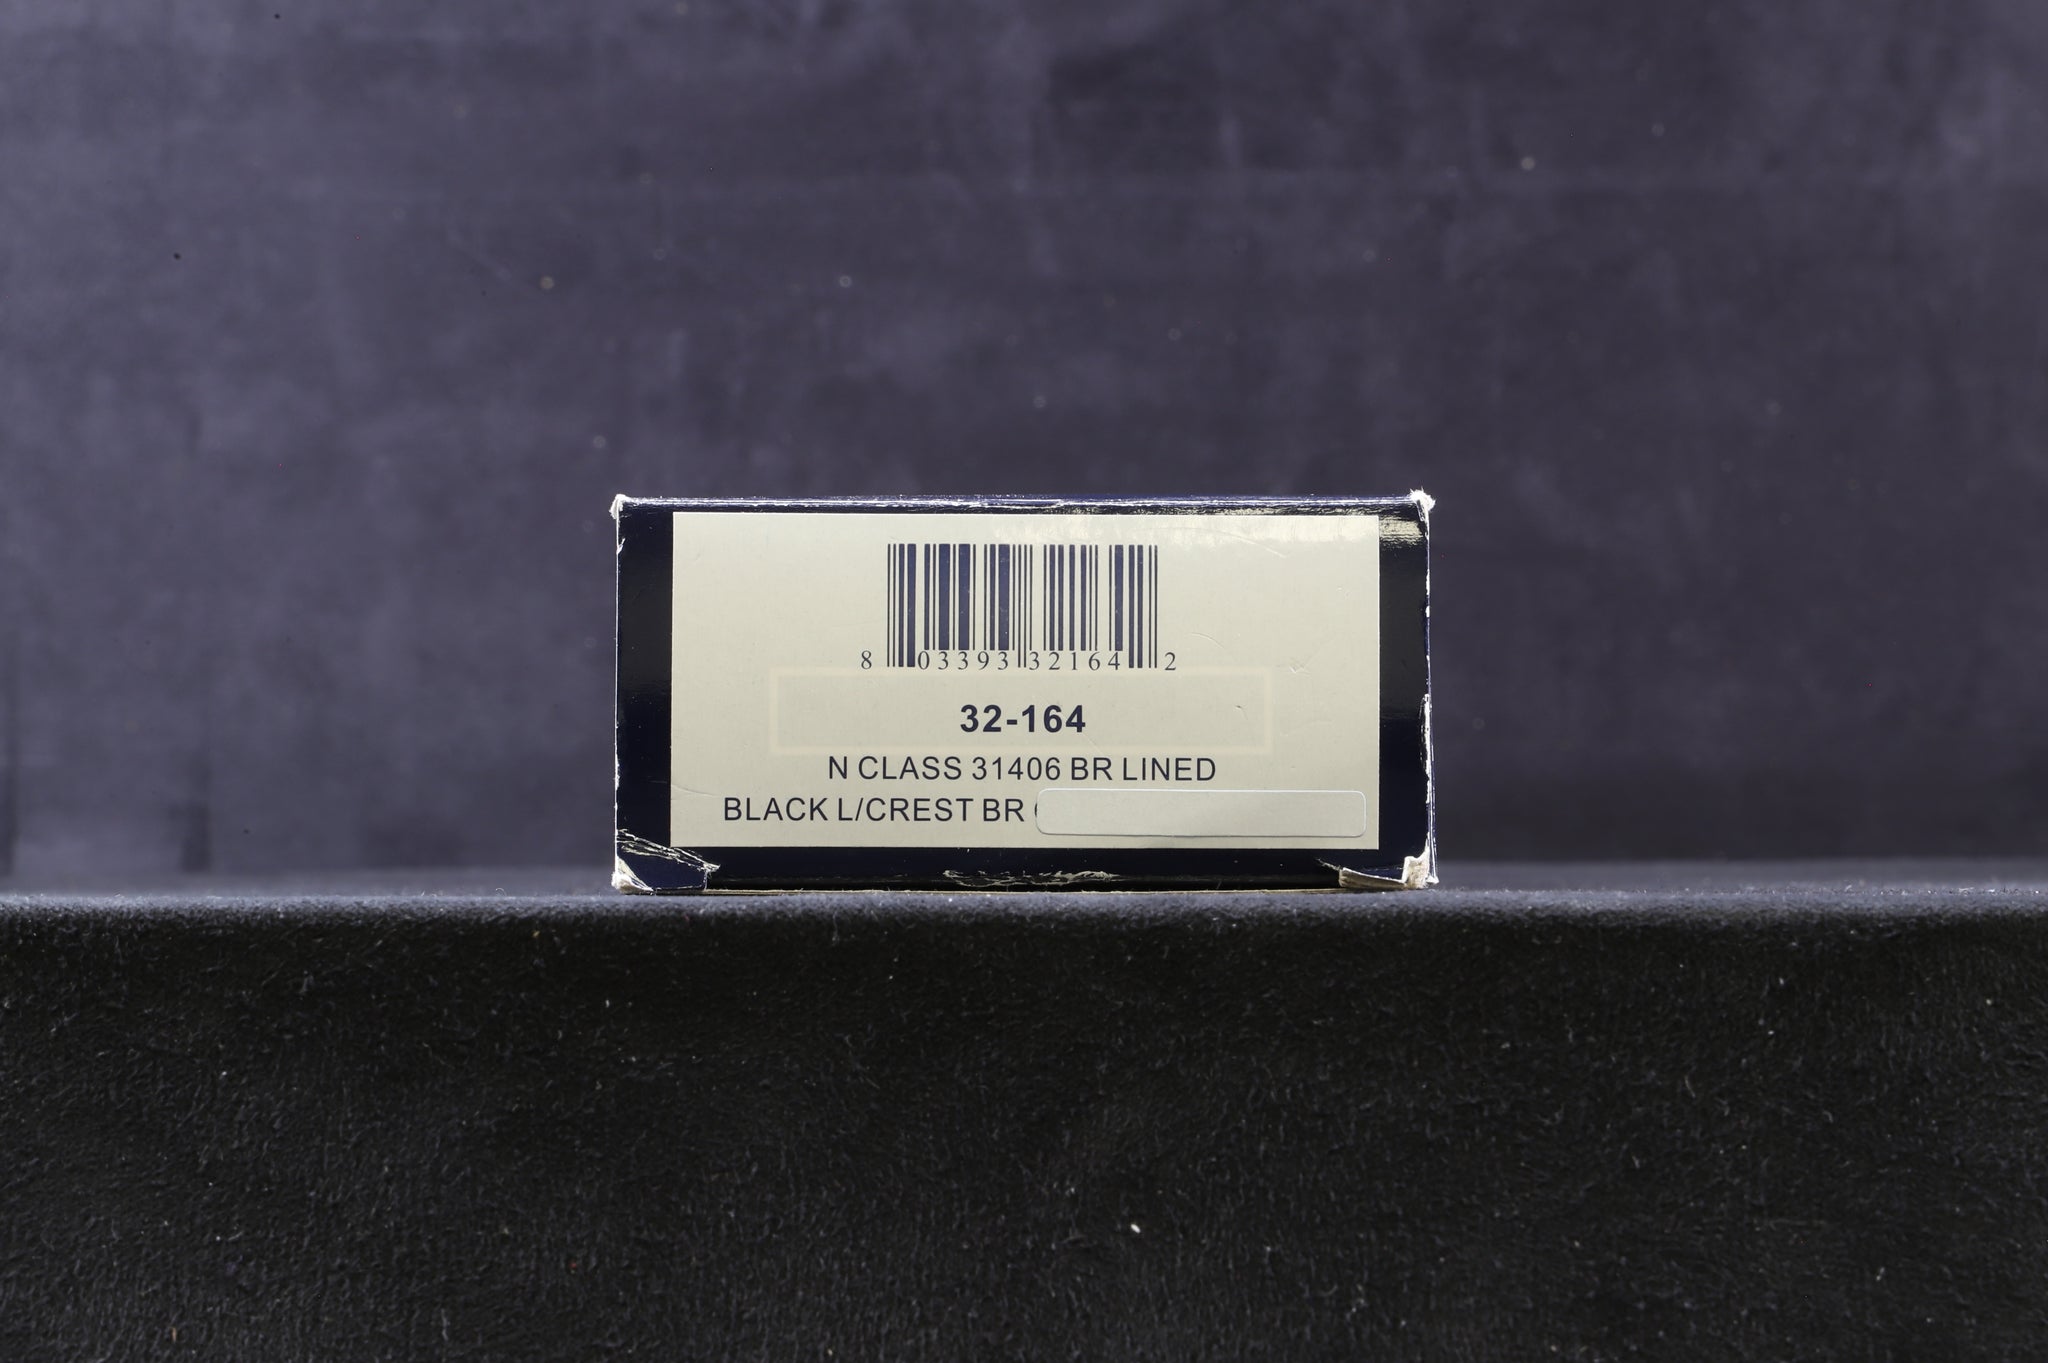 8 03393 32164 2
32-164
N CLASS 31406 BR LINED
BLACK L/CREST BR